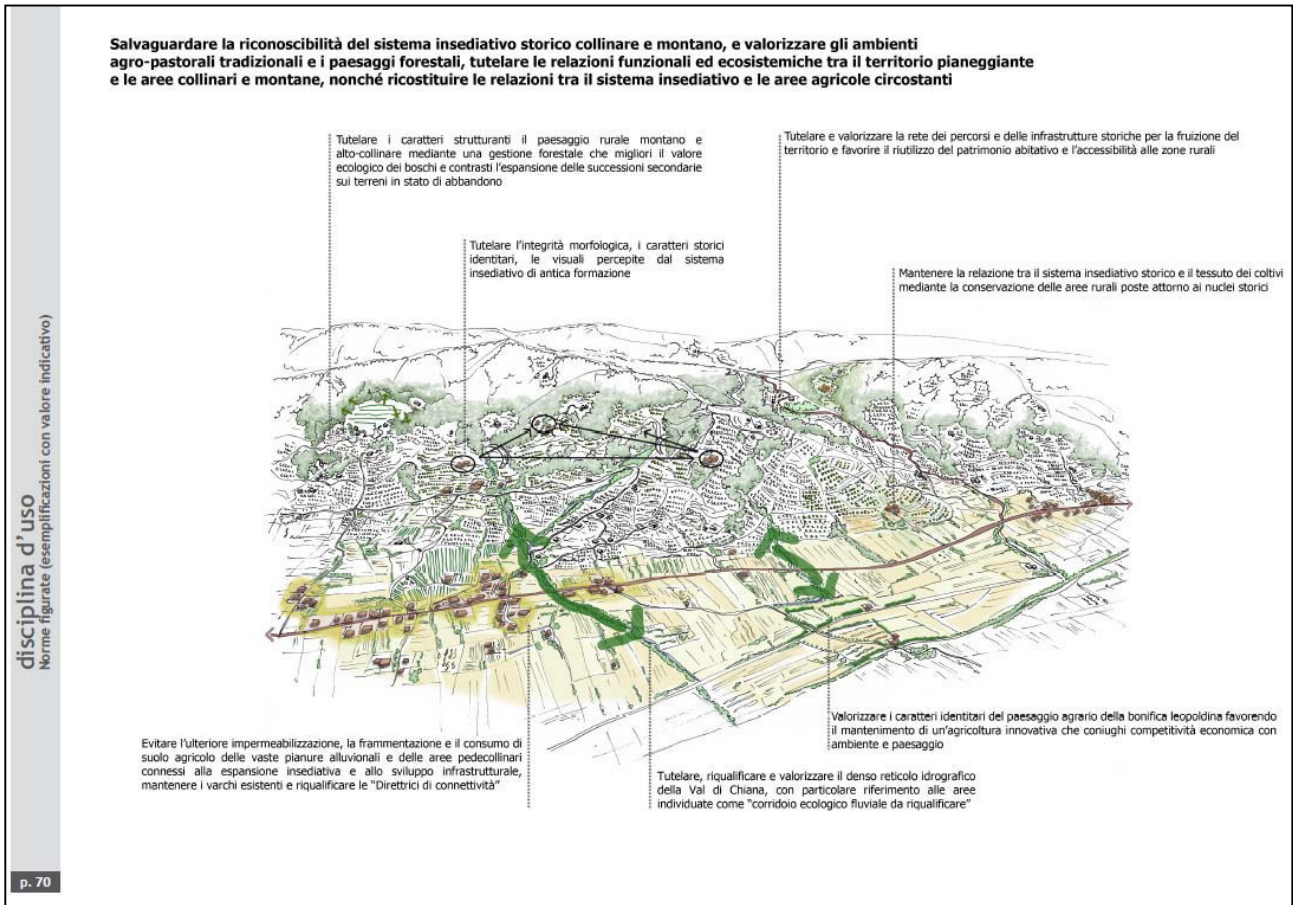 Salvaguardare la riconoscibilità del sistema insediativo storico collinare e montano, e valorizzare gli ambienti
agro-pastorali tradizionali e i paesaggi forestali, tutelare le relazioni funzionali ed ecosistemiche tra il territorio pianeggiante
e le aree collinari e montane, nonché ricostituire le relazioni tra il sistema insediativo e le aree agricole circostanti
Tutelare i caratteri strutturanti il paesaggio rurale montano e
alto-collinare mediante una gestione forestale che migliori il valore
ecologico dei boschi e contrasti l'espansione delle successioni secondarie
sui terreni in stato di abbandono
Tutelare e valorizzare la rete dei percorsi e delle infrastrutture storiche per la fruizione del
territorio e favorire il riutilizzo del patrimonio abitativo e l'accessibilità alle zone rurali
Tutelare l'integrità morfologica, i caratteri storici
identitari, le visuali percepite dal sistema
insediativo di antica formazione
Mantenere la relazione tra il sistema insediativo storico e il tessuto dei coltivi
mediante la conservazione delle aree rurali poste attorno ai nuclei storici
disciplina d'uso
Norme figurate (esemplificazioni con valore indicativo)
Evitare l'ulteriore impermeabilizzazione, la frammentazione e il consumo di
suolo agricolo delle vaste pianure alluvionali e delle aree pedecollinari
connessi alla espansione insediativa e allo sviluppo infrastrutturale,
mantenere i varchi esistenti e riqualificare le "Direttrici di connettività"
Valorizzare i caratteri identitari del paesaggio agrario della bonifica leopoldina favorendo
il mantenimento di un'agricoltura innovativa che coniughi competitività economica con
ambiente e paesaggio
Tutelare, riqualificare e valorizzare il denso reticolo idrografico
della Val di Chiana, con particolare riferimento alle aree
individuate come "corridoio ecologico fluviale da riqualificare"
p. 70